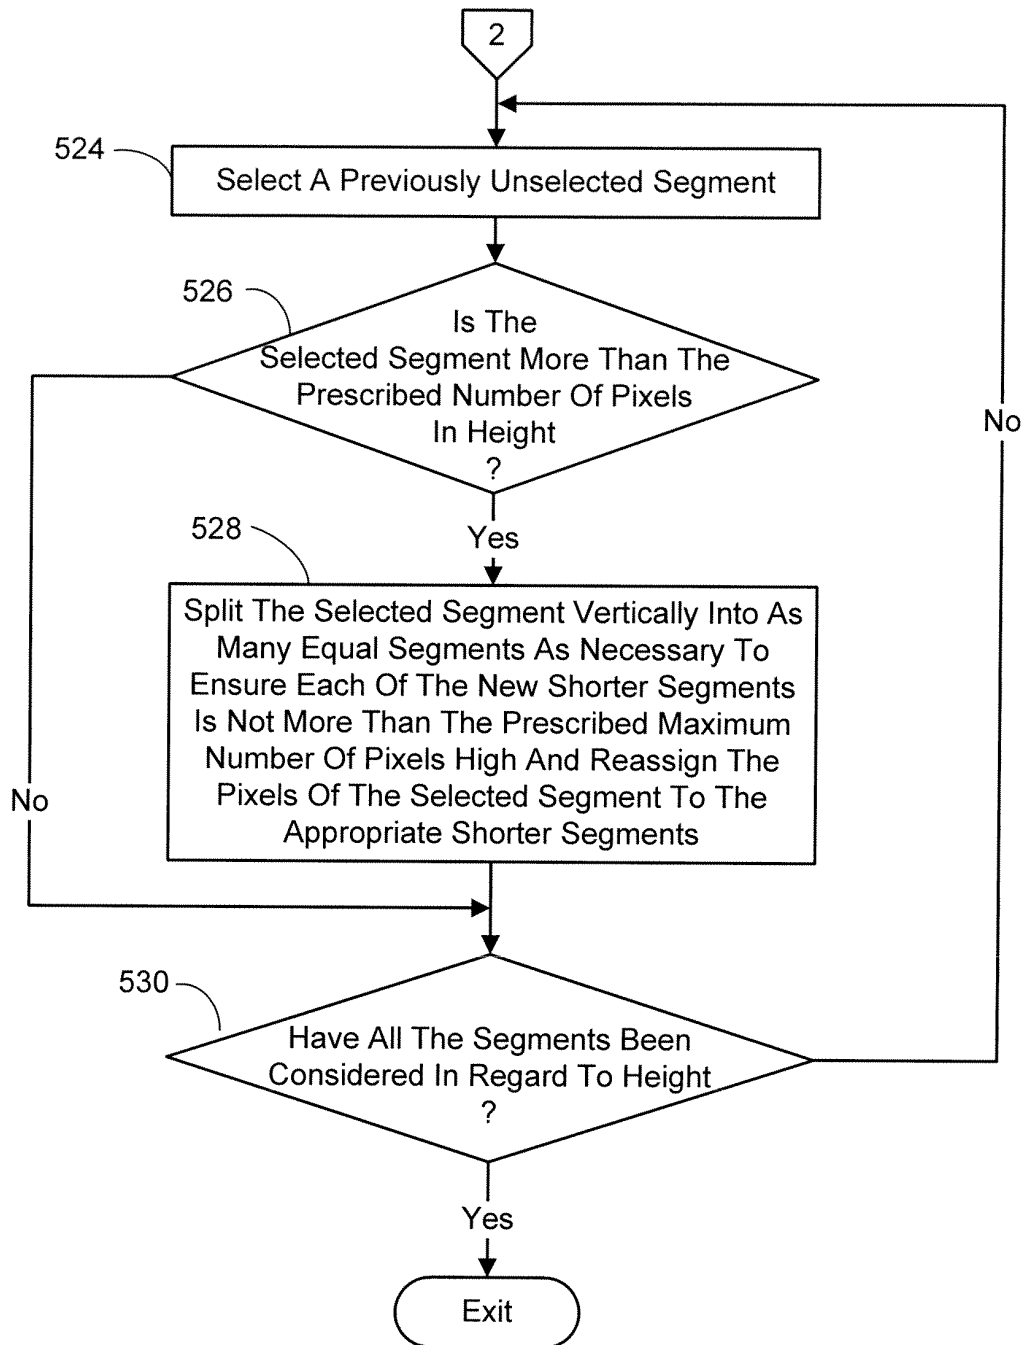 2
524
Select A Previously Unselected Segment
526
Is The
Selected Segment More Than The
Prescribed Number Of Pixels
In Height
?
No
Yes
528
Split The Selected Segment Vertically Into As
Many Equal Segments As Necessary To
Ensure Each Of The New Shorter Segments
Is Not More Than The Prescribed Maximum
Number Of Pixels High And Reassign The
Pixels Of The Selected Segment To The
Appropriate Shorter Segments
No
530
Have All The Segments Been
Considered In Regard To Height
?
Yes
Exit